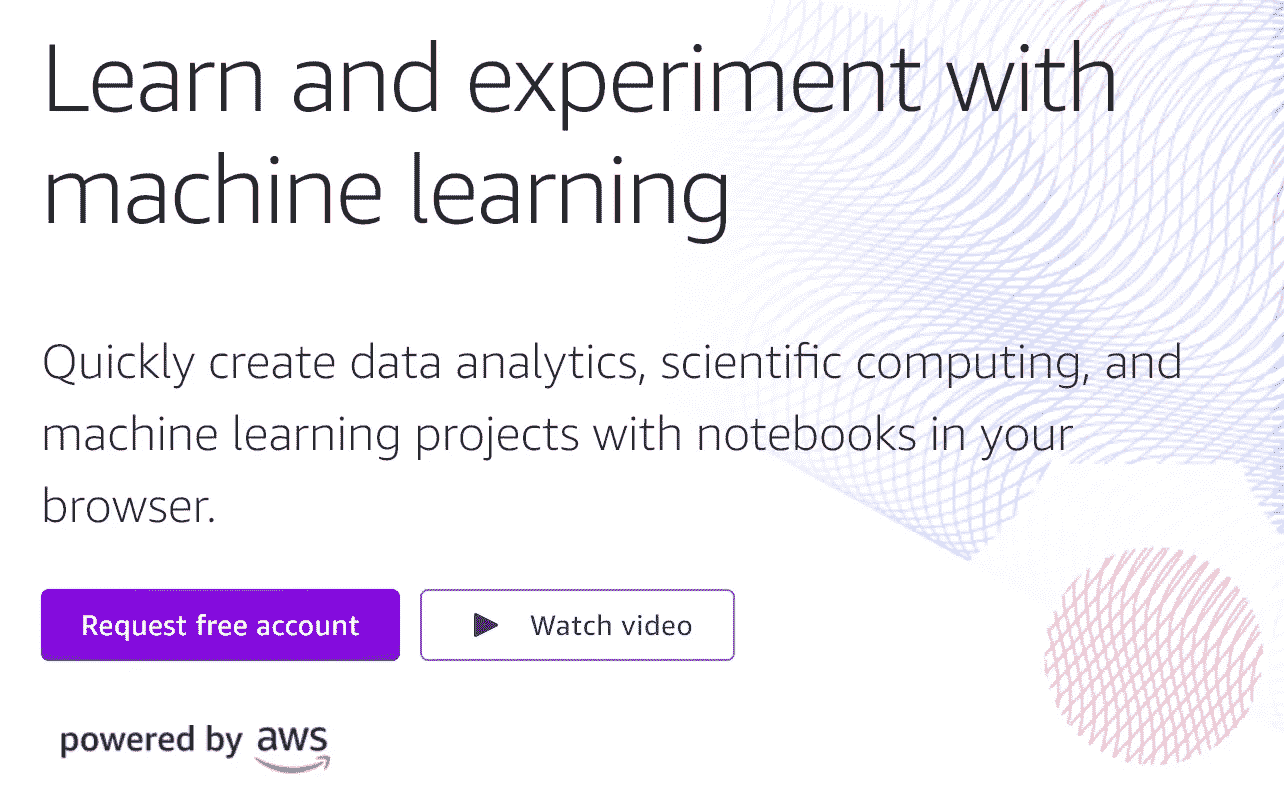 Learn and experiment with
machine learning
Quickly create data analytics, scientific computing, and
machine learning projects with notebooks in your
browser.
Request free account
Watch video
powered by aws